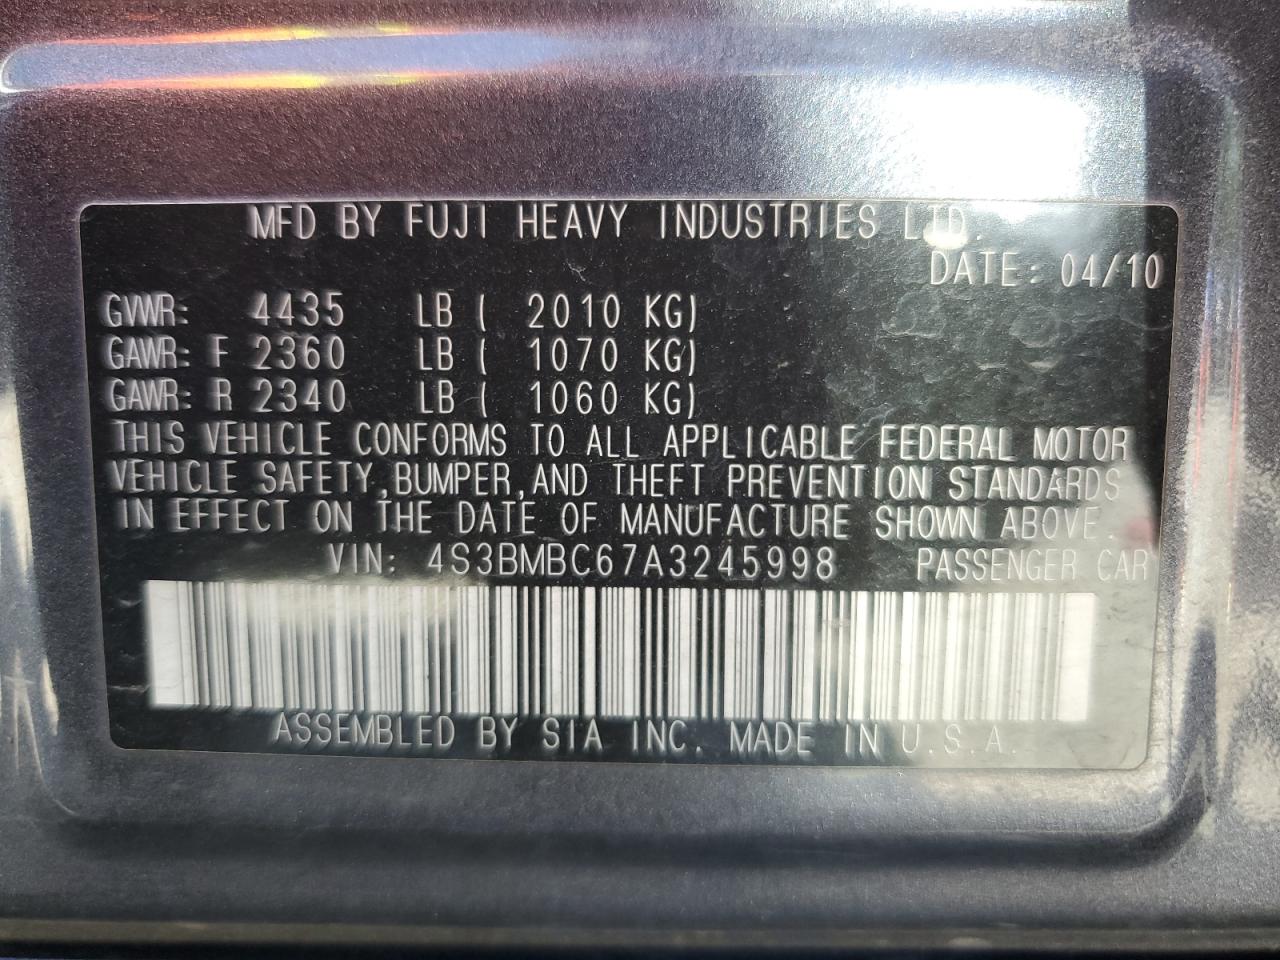 MFD BY FUJI HEAVY INDUSTRIES LTD.
DATE: 04/10
GVWR: 4435 LB ( 2010 KG)
GAWR: F 2360 LB ( 1070 KG)
GAWR: R 2340 LB ( 1060 KG)
THIS VEHICLE CONFORMS TO ALL APPLICABLE FEDERAL MOTOR
VEHICLE SAFETY,BUMPER,AND THEFT PREVENTION STANDARDS
IN EFFECT ON THE DATE OF MANUFACTURE SHOWN ABOVE.
VIN: 4S3BMBC67A3245998 PASSENGER CAR
ASSEMBLED BY SIA INC. MADE IN U.S.A.